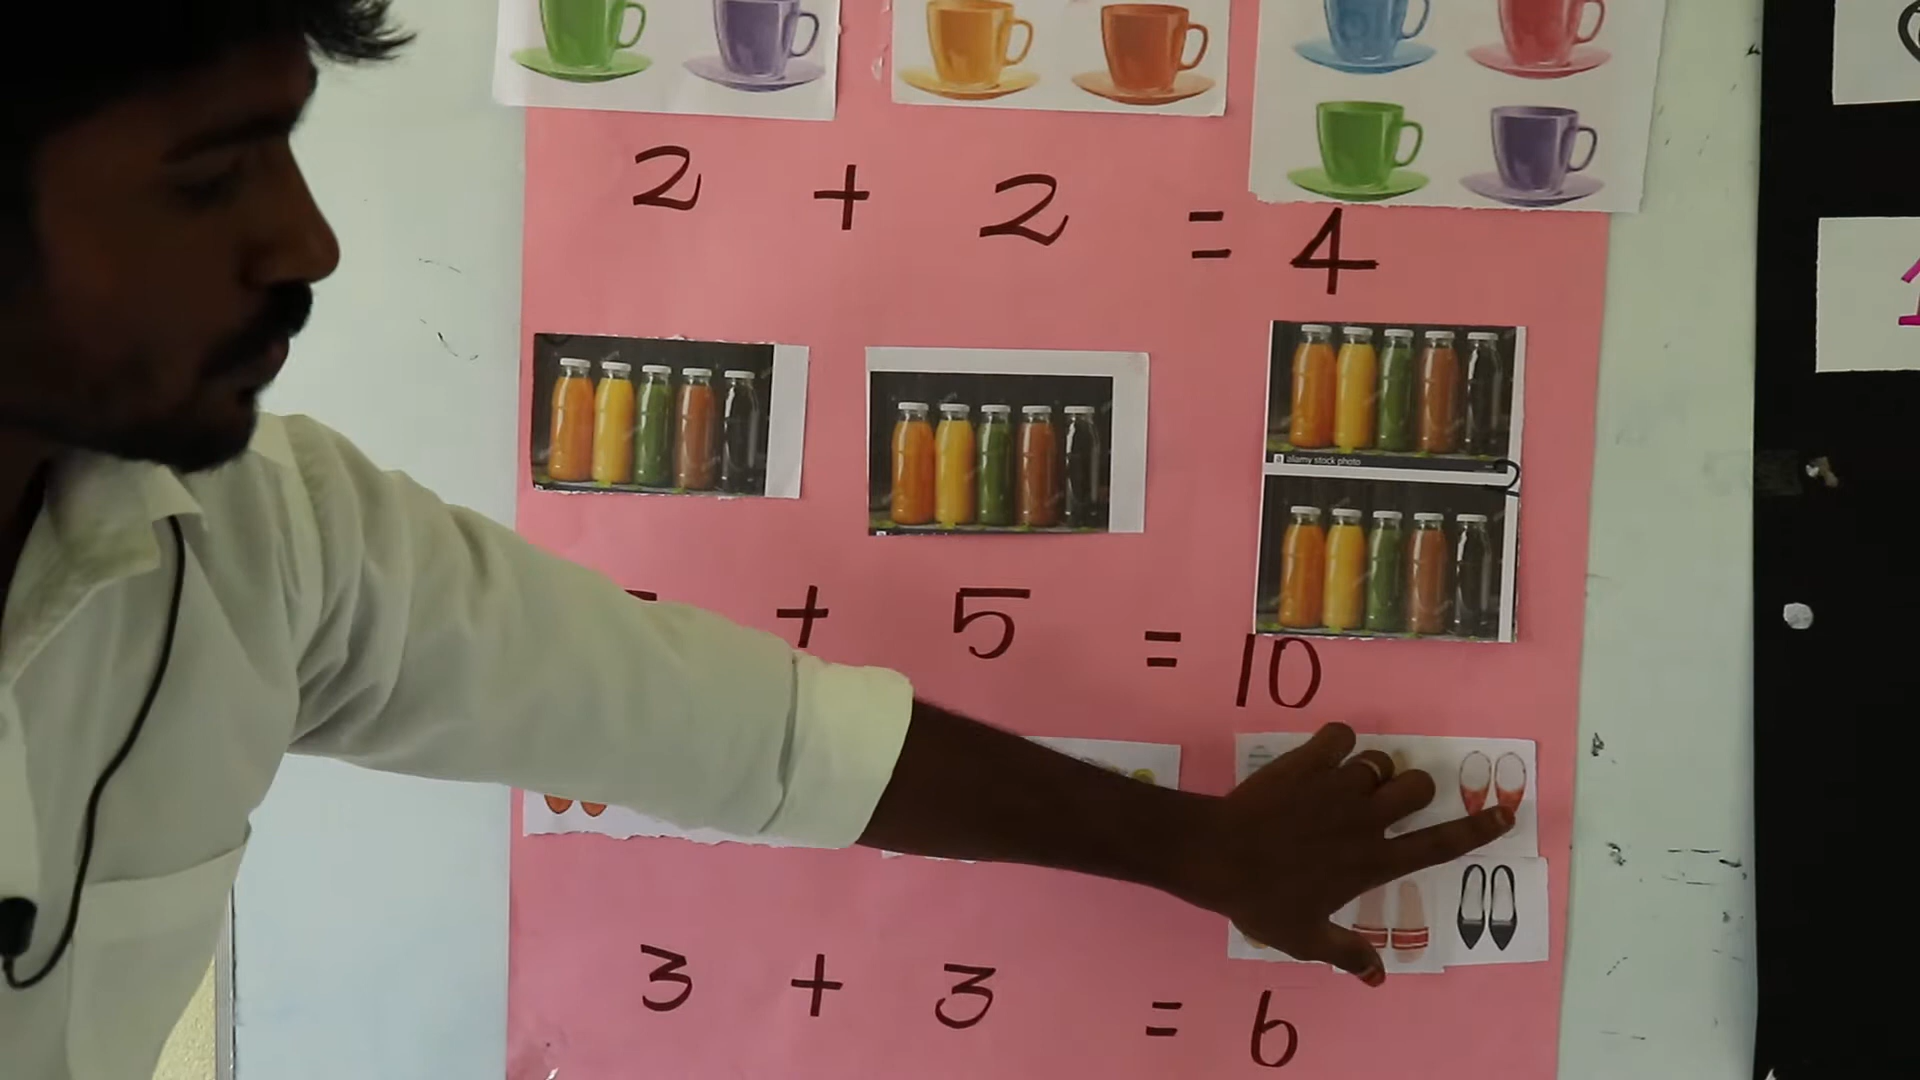 2 + 2 = 4
alamy stock photo
+ 5 = 10
3 + 3 = 6